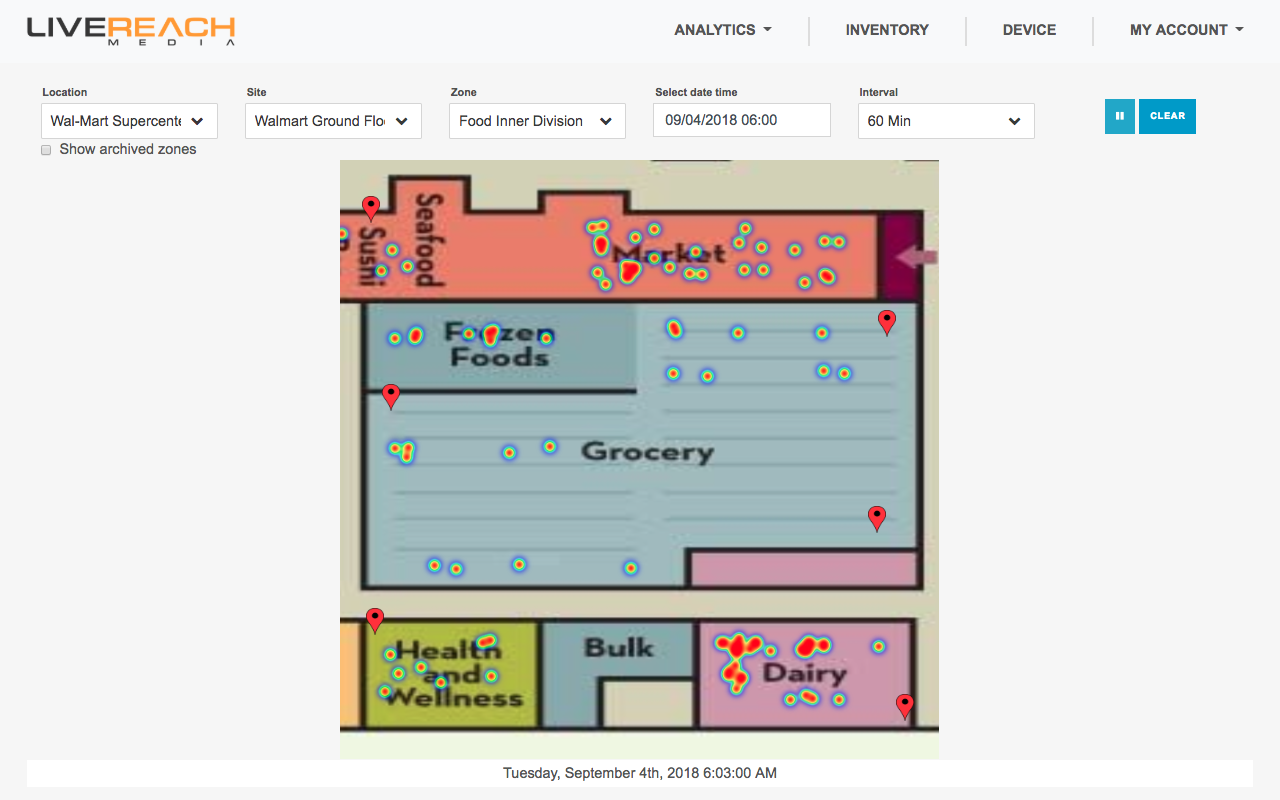 LIVEREACH
MEDIA
ANALYTICS
INVENTORY
DEVICE
MY ACCOUNT
Location
Site
Zone
Select date time
Interval
Wal-Mart Supercente
Walmart Ground Flo
Food Inner Division
09/04/2018 06:00
60 Min
CLEAR
Show archived zones
Seafood
Sushi
Market
Frozen
Foods
Grocery
Health
and
Wellness
Bulk
Dairy
Tuesday, September 4th, 2018 6:03:00 AM